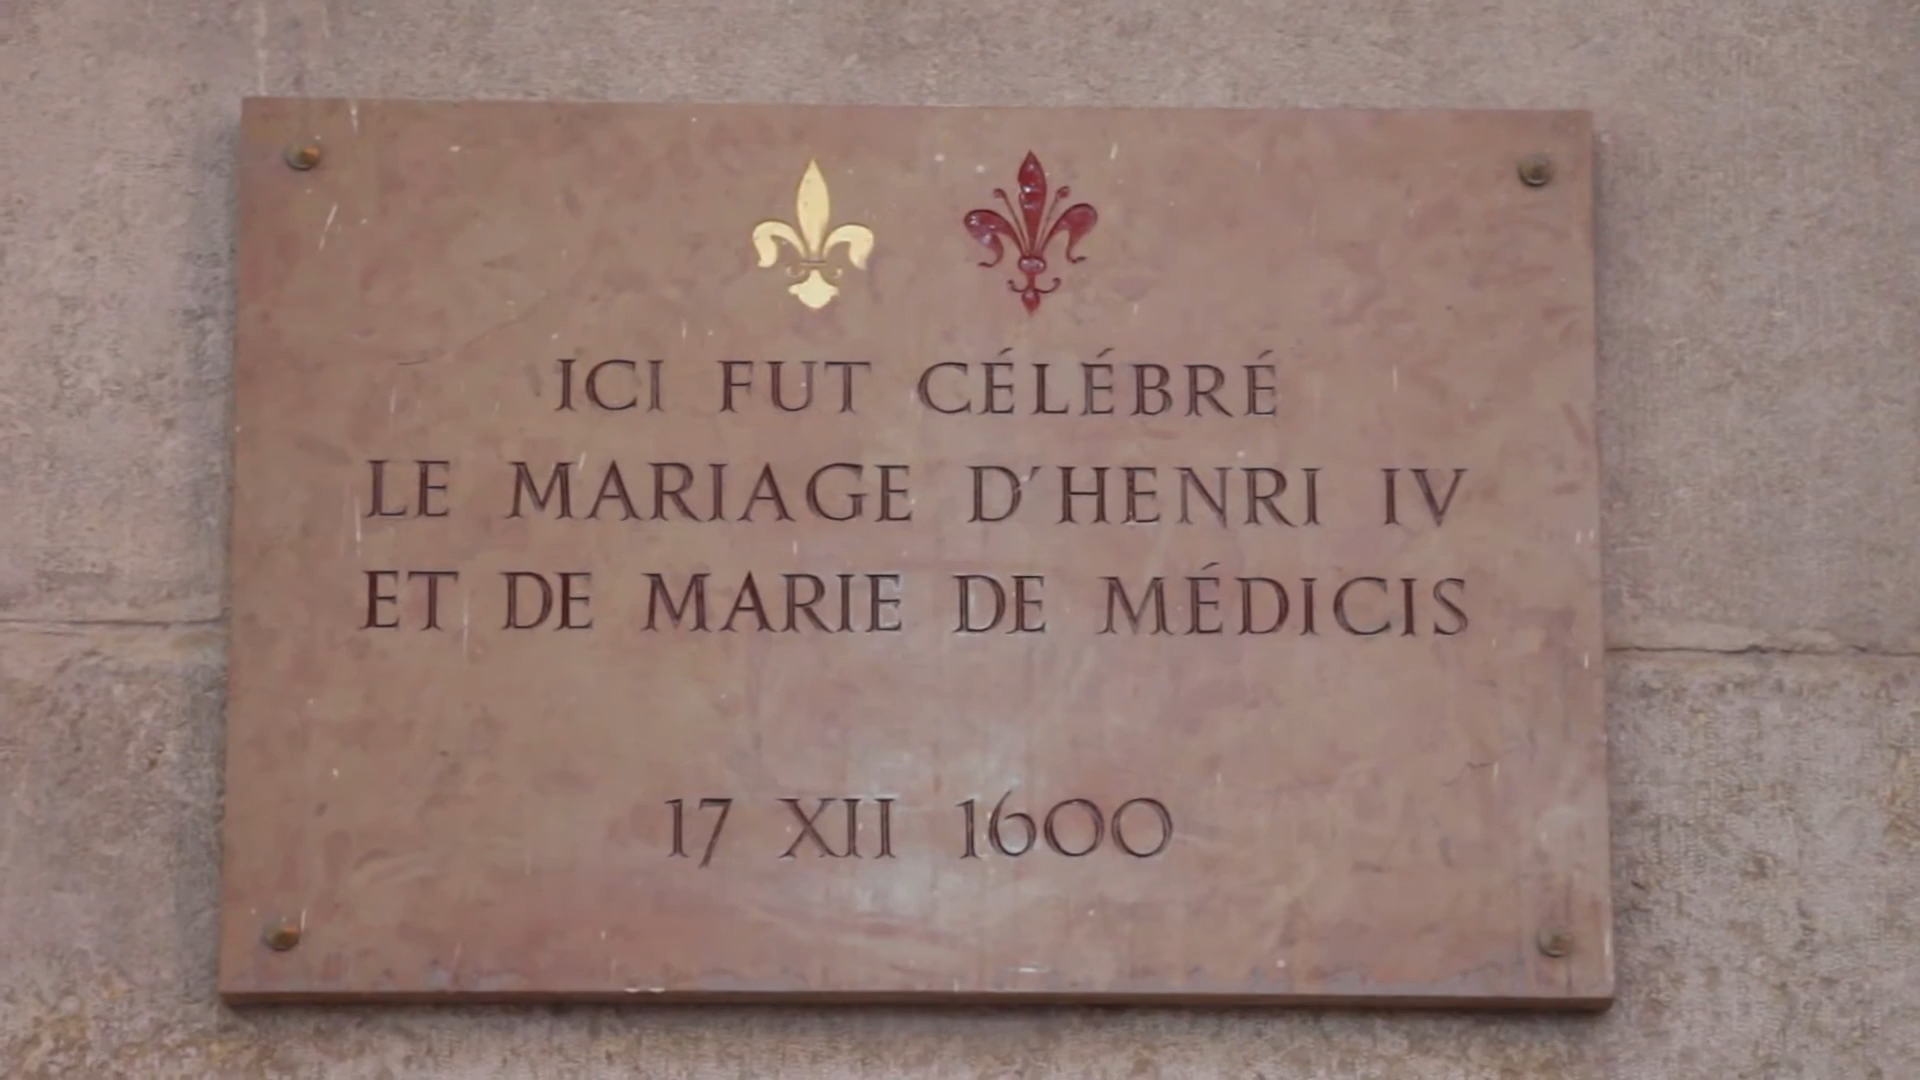 ICI FUT CÉLÉBRÉ
LE MARIAGE D'HENRI IV
ET DE MARIE DE MÉDICIS
17 XII 1600